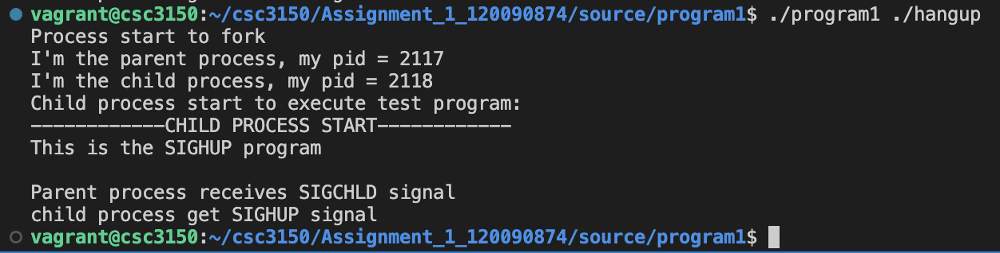 vagrant@csc3150:~/csc3150/Assignment_1_120090874/source/program1$ ./program1 ./hangup
Process start to fork
I'm the parent process, my pid = 2117
I'm the child process, my pid = 2118
Child process start to execute test program:
------------CHILD PROCESS START------------
This is the SIGHUP program
Parent process receives SIGCHLD signal
child process get SIGHUP signal
vagrant@csc3150:~/csc3150/Assignment_1_120090874/source/program1$